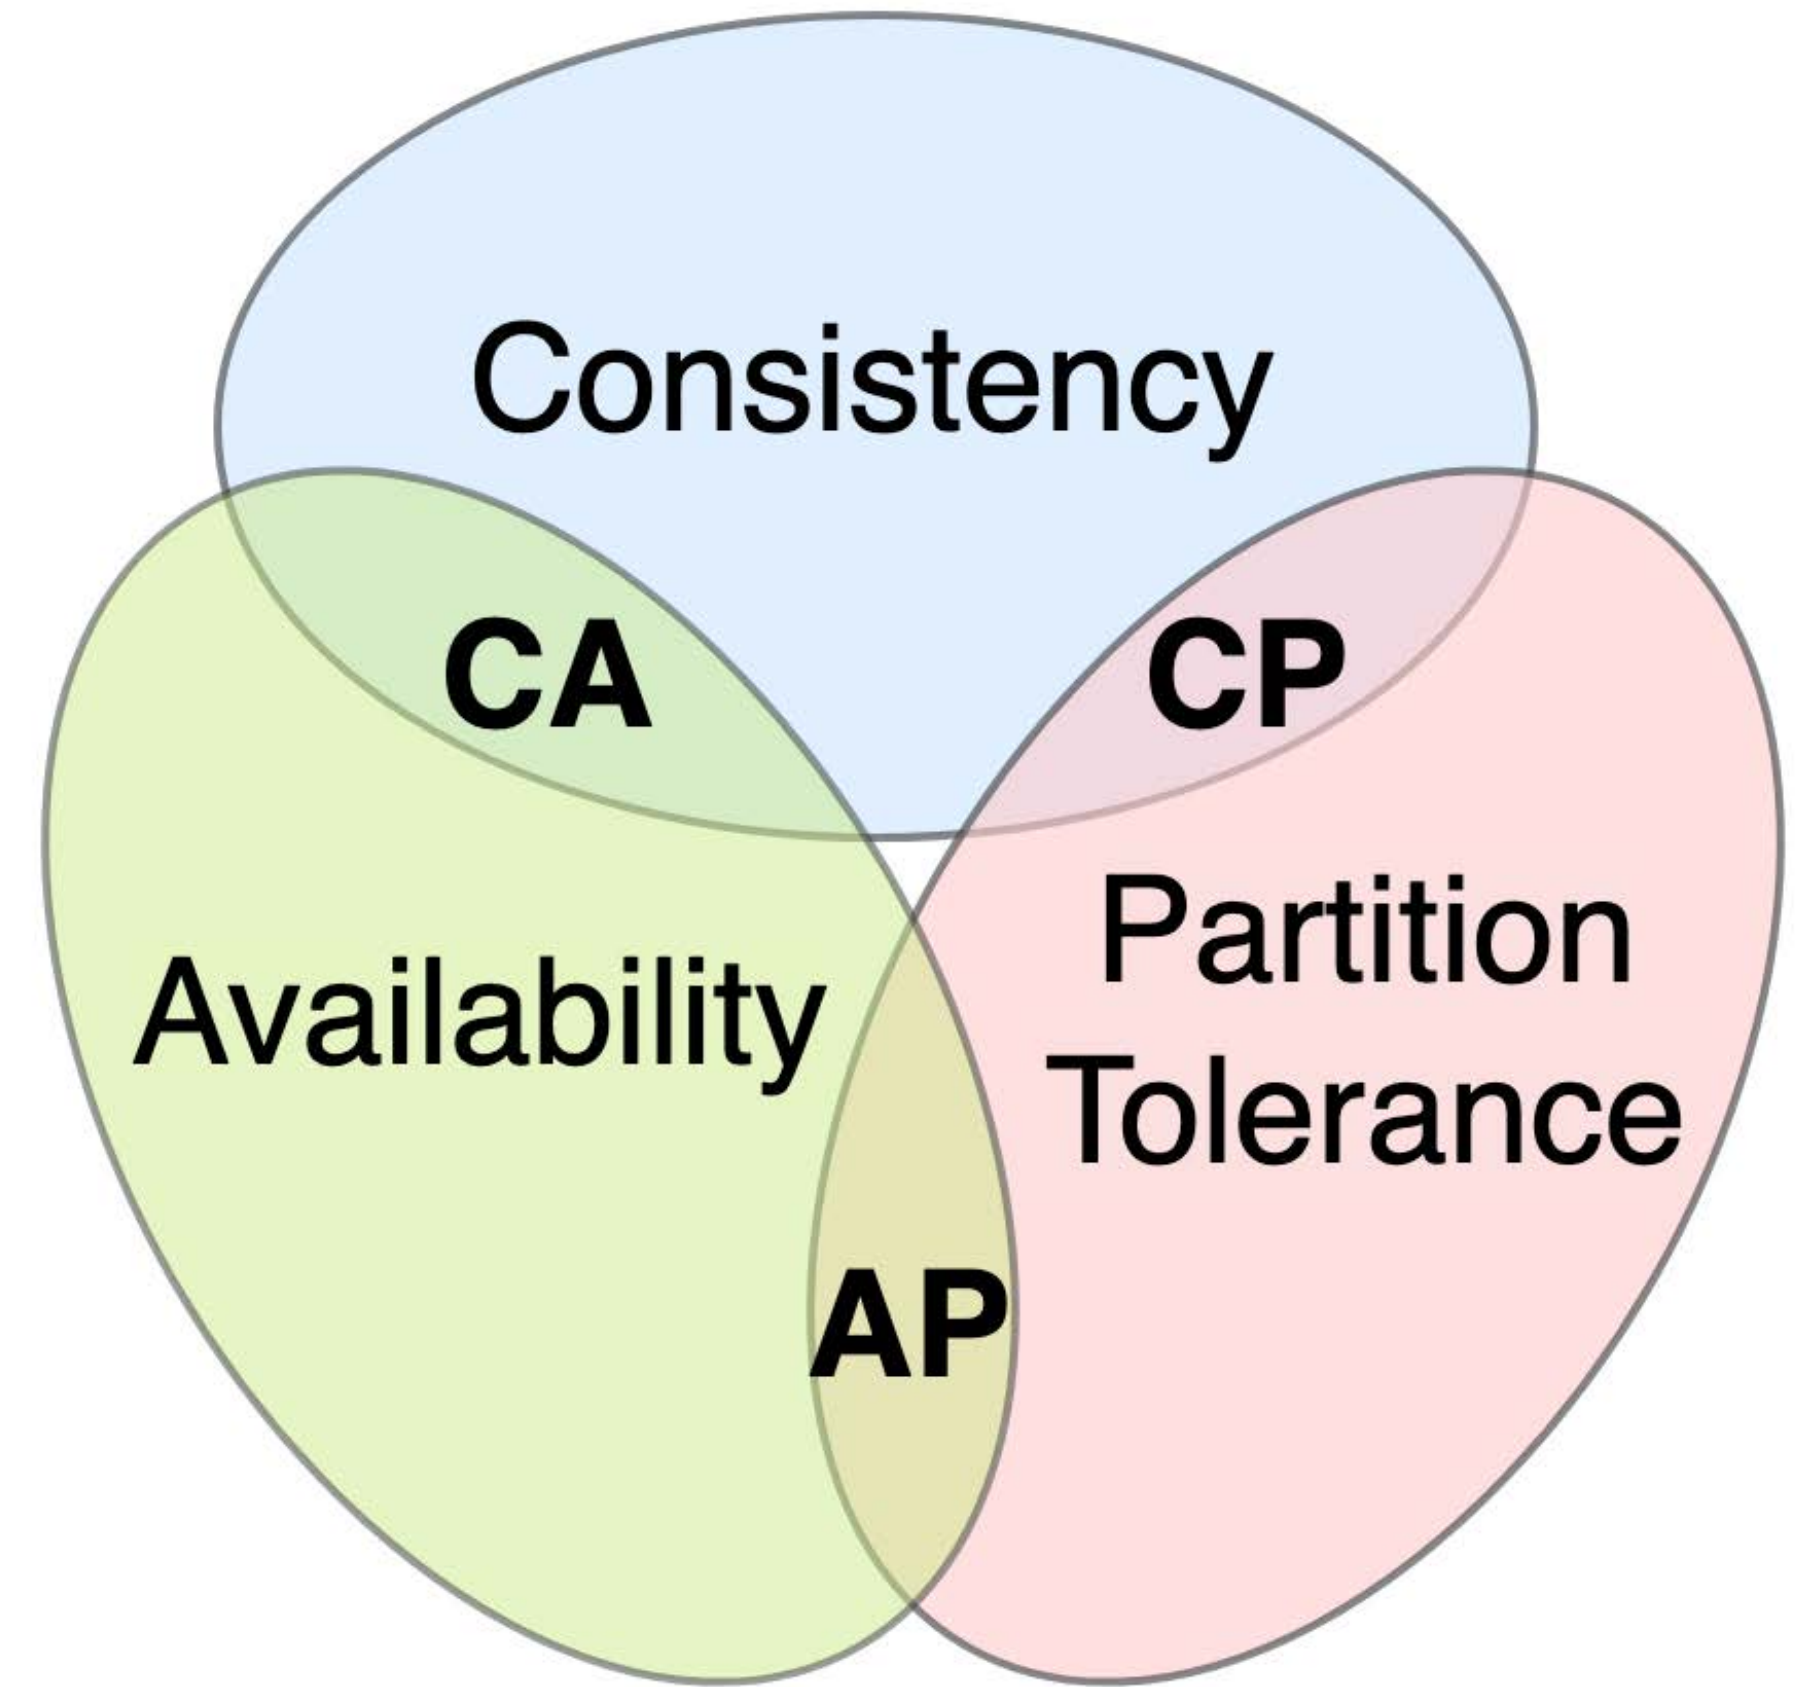 Consistency
CA
CP
Availability
Partition
Tolerance
AP